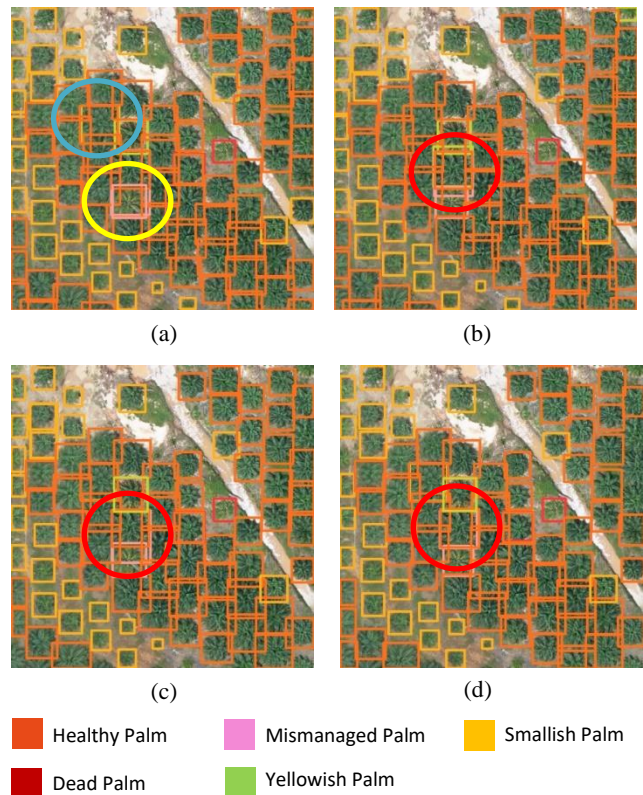 (a)
(b)
(c)
(d)
Healthy Palm
Mismanaged Palm
Smallish Palm
Dead Palm
Yellowish Palm